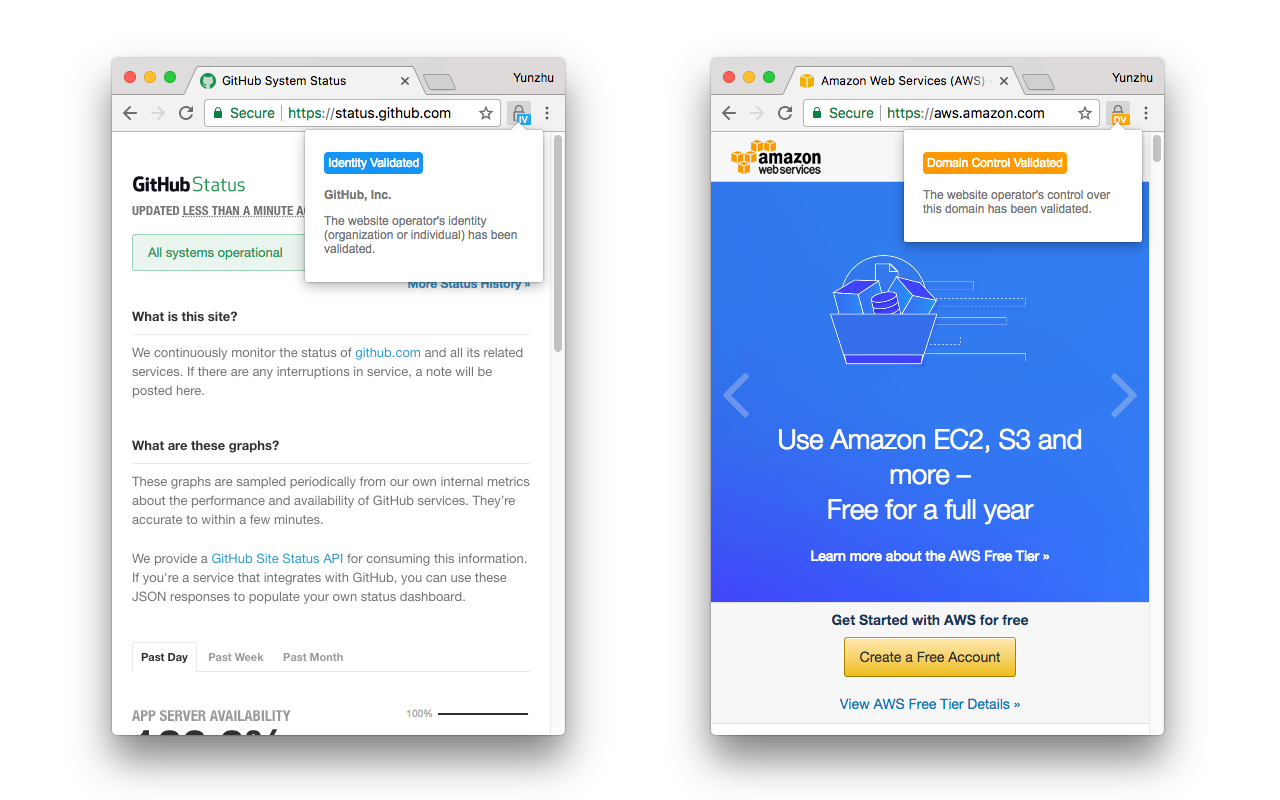 GitHub System Status
Yunzhu
Secure
https://status.github.com
IV
Identity Validated
GitHub, Inc.
The website operator's identity
(organization or individual) has been
validated.
GitHub Status
UPDATED LESS THAN A MINUTE
All systems operational
More Status History »
What is this site?
We continuously monitor the status of github.com and all its related
services. If there are any interruptions in service, a note will be
posted here.
What are these graphs?
These graphs are sampled periodically from our own internal metrics
about the performance and availability of GitHub services. They're
accurate to within a few minutes.
We provide a GitHub Site Status API for consuming this information.
If you're a service that integrates with GitHub, you can use these
JSON responses to populate your own status dashboard.
Past Day Past Week Past Month
APP SERVER AVAILABILITY
100%
Amazon Web Services (AWS) -
Yunzhu
Secure
https://aws.amazon.com
DV
Domain Control Validated
The website operator's control over
this domain has been validated.
amazon
web services
Use Amazon EC2, S3 and
more –
Free for a full year
Learn more about the AWS Free Tier »
Get Started with AWS for free
Create a Free Account
View AWS Free Tier Details »